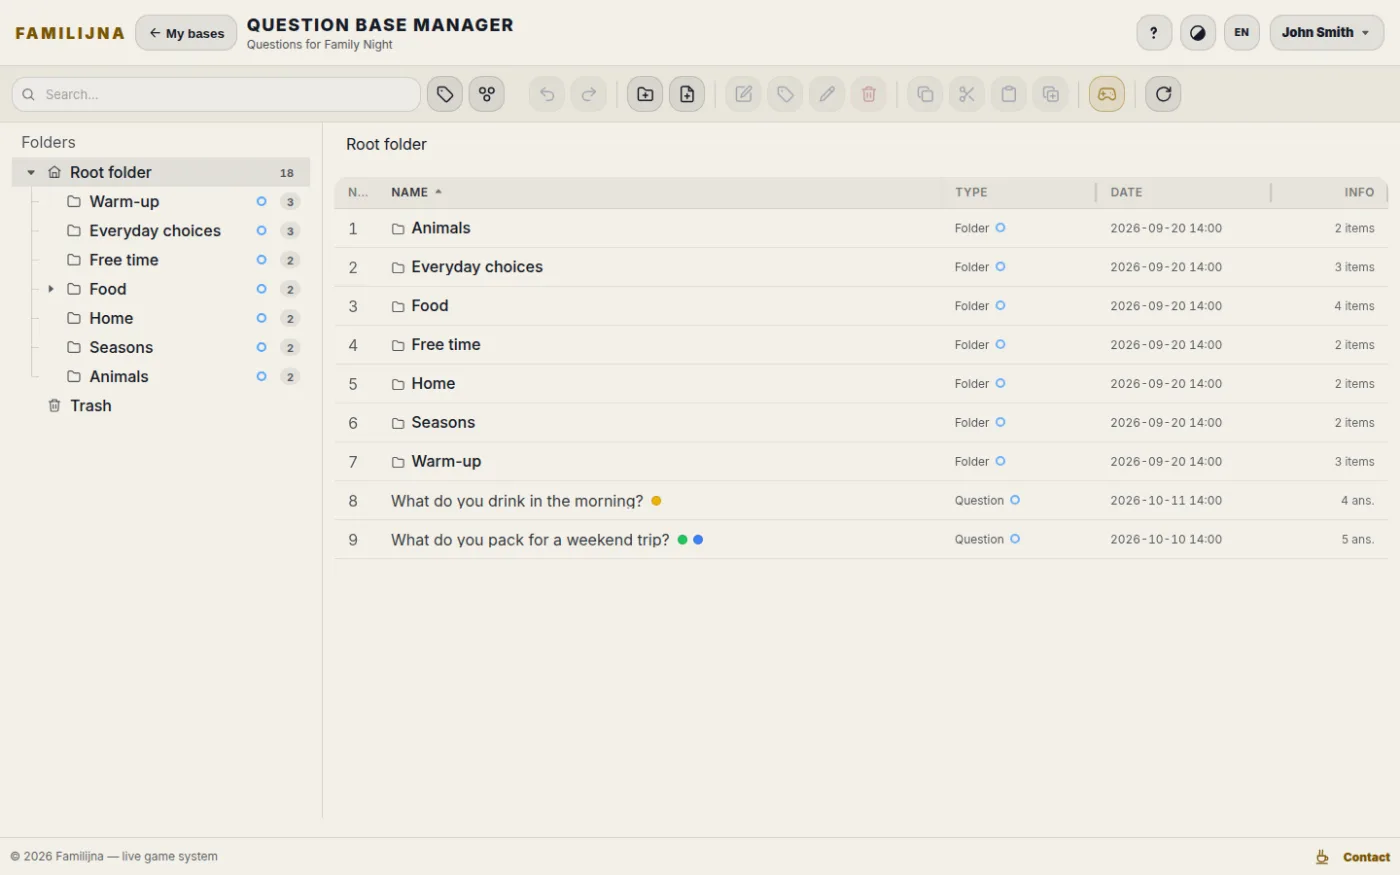 FAMILIJNA
← My bases
QUESTION BASE MANAGER
Questions for Family Night
?
EN
John Smith
Search...
Folders
Root folder 18
Warm-up 3
Everyday choices 3
Free time 2
Food 2
Home 2
Seasons 2
Animals 2
Trash
Root folder
N... NAME TYPE DATE INFO
1 Animals Folder 2026-09-20 14:00 2 items
2 Everyday choices Folder 2026-09-20 14:00 3 items
3 Food Folder 2026-09-20 14:00 4 items
4 Free time Folder 2026-09-20 14:00 2 items
5 Home Folder 2026-09-20 14:00 2 items
6 Seasons Folder 2026-09-20 14:00 2 items
7 Warm-up Folder 2026-09-20 14:00 3 items
8 What do you drink in the morning? Question 2026-10-11 14:00 4 ans.
9 What do you pack for a weekend trip? Question 2026-10-10 14:00 5 ans.
© 2026 Familijna — live game system
Contact